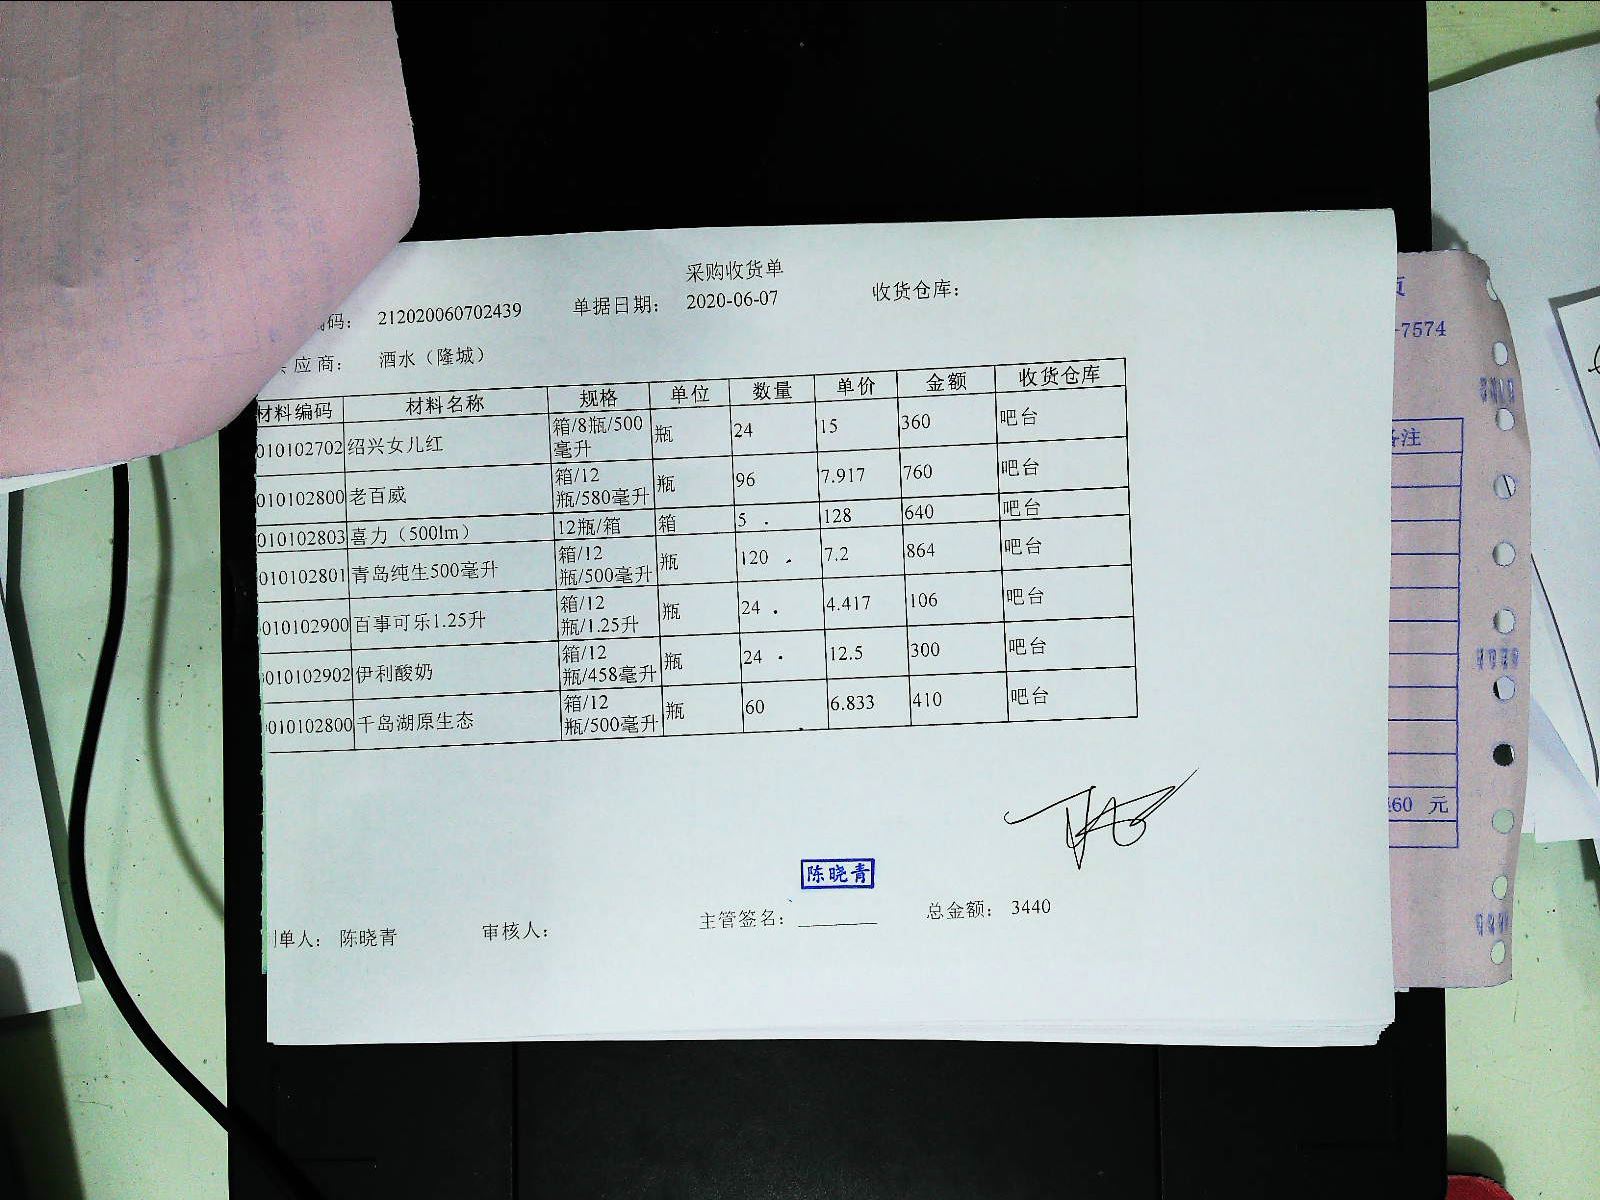 采购收货单
码： 212020060702439 单据日期： 2020-06-07 收货仓库：
应商： 酒水（隆城）
材料编码 材料名称 规格 单位 数量 单价 金额 收货仓库
010102702 绍兴女儿红 箱/8瓶/500毫升 瓶 24 15 360 吧台
010102800 老百威 箱/12瓶/580毫升 瓶 96 7.917 760 吧台
010102803 喜力（500lm） 12瓶/箱 箱 5 128 640 吧台
010102801 青岛纯生500毫升 箱/12瓶/500毫升 瓶 120 7.2 864 吧台
010102900 百事可乐1.25升 箱/12瓶/1.25升 瓶 24 4.417 106 吧台
010102902 伊利酸奶 箱/12瓶/458毫升 瓶 24 12.5 300 吧台
010102800 千岛湖原生态 箱/12瓶/500毫升 瓶 60 6.833 410 吧台
陈晓青
单人： 陈晓青 审核人： 主管签名： 总金额： 3440
-7574
注
60 元